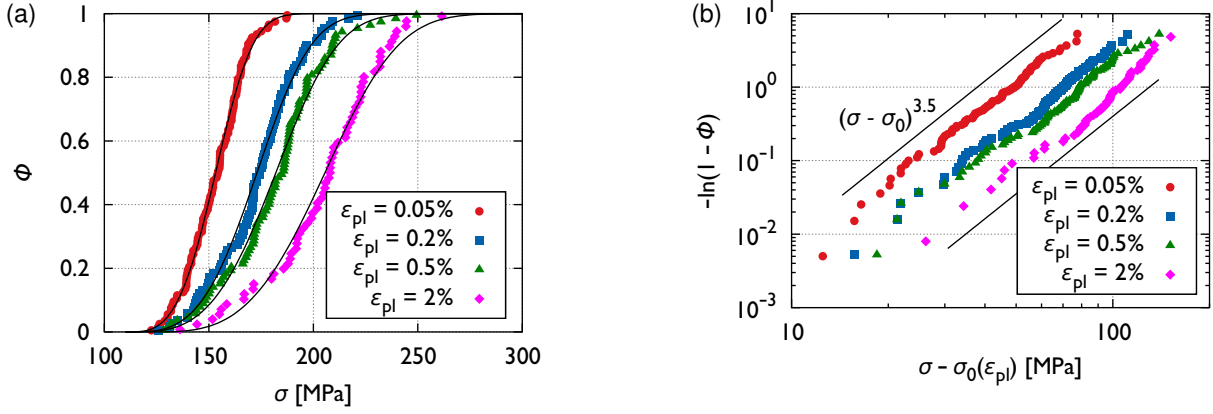 (a)
Φ
1
0.8
0.6
0.4
0.2
0
100 150 200 250 300
σ [MPa]
ε_pl = 0.05%
ε_pl = 0.2%
ε_pl = 0.5%
ε_pl = 2%
(b)
-ln(1 - Φ)
10^1
10^0
10^-1
10^-2
10^-3
10 100
σ – σ_0(ε_pl) [MPa]
(σ - σ_0)^3.5
ε_pl = 0.05%
ε_pl = 0.2%
ε_pl = 0.5%
ε_pl = 2%